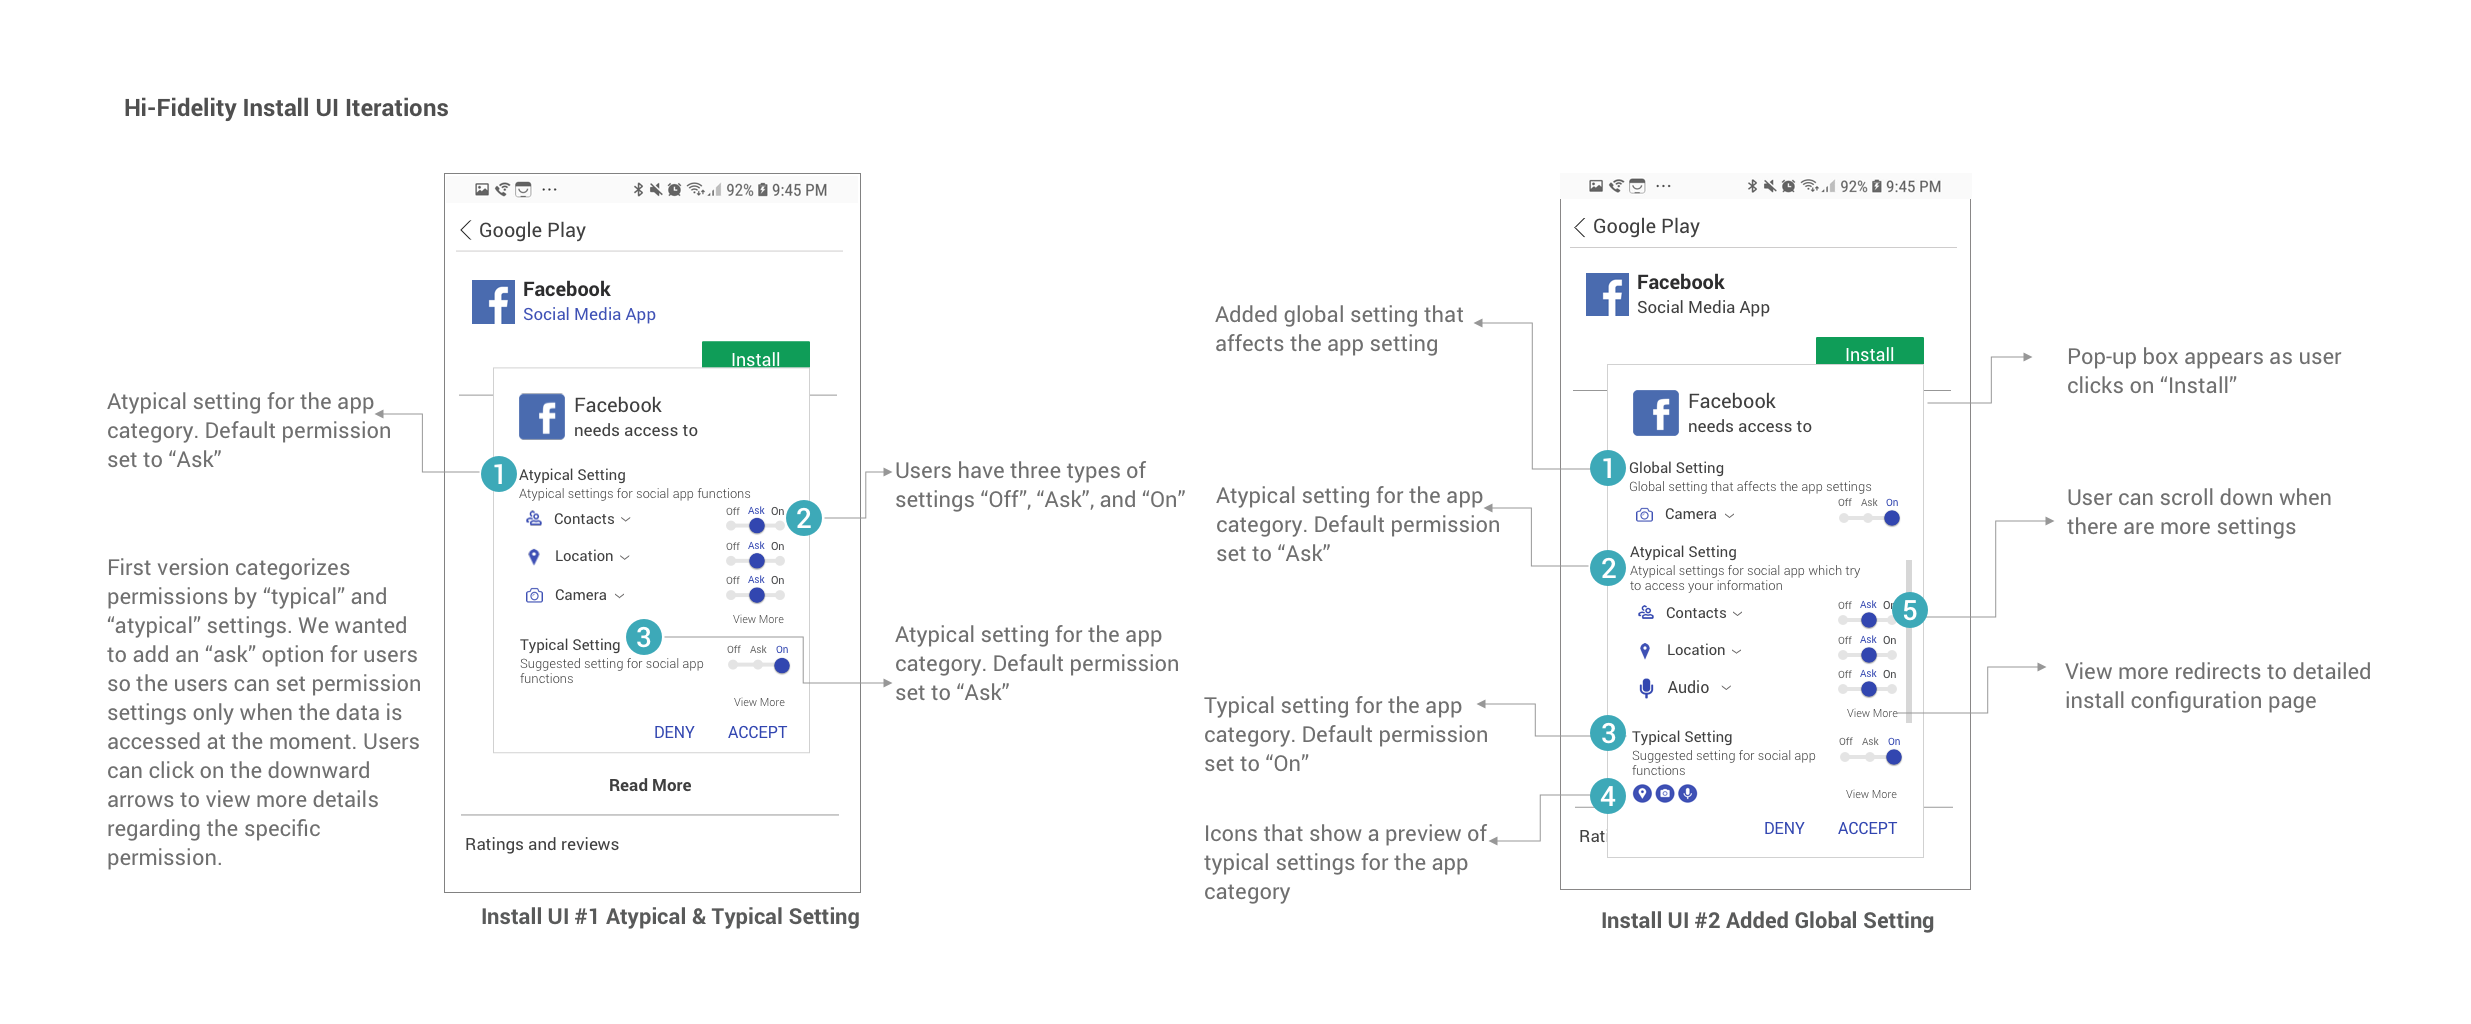 Hi-Fidelity Install UI Iterations
Atypical setting for the app
category. Default permission
set to “Ask”
First version categorizes
permissions by “typical” and
“atypical” settings. We wanted
to add an “ask” option for users
so the users can set permission
settings only when the data is
accessed at the moment. Users
can click on the downward
arrows to view more details
regarding the specific
permission.
92% 9:45 PM
Google Play
Facebook
Social Media App
Install
Facebook
needs access to
1
Atypical Setting
Atypical settings for social app functions
Contacts
Off Ask On
2
Location
Off Ask On
Camera
Off Ask On
View More
Typical Setting
3
Suggested setting for social app
functions
Off Ask On
View More
DENY ACCEPT
Read More
Ratings and reviews
Install UI #1 Atypical & Typical Setting
Users have three types of
settings “Off”, “Ask”, and “On”
Atypical setting for the app
category. Default permission
set to “Ask”
Added global setting that
affects the app setting
Atypical setting for the app
category. Default permission
set to “Ask”
Typical setting for the app
category. Default permission
set to “On”
Icons that show a preview of
typical settings for the app
category
92% 9:45 PM
Google Play
Facebook
Social Media App
Install
Facebook
needs access to
1
Global Setting
Global setting that affects the app settings
Camera
Off Ask On
2
Atypical Setting
Atypical settings for social app which try
to access your information
Contacts
Off Ask On
5
Location
Off Ask On
Audio
Off Ask On
View More
3
Typical Setting
Suggested setting for social app
functions
Off Ask On
4
View More
DENY ACCEPT
Rat
Install UI #2 Added Global Setting
Pop-up box appears as user
clicks on “Install”
User can scroll down when
there are more settings
View more redirects to detailed
install configuration page